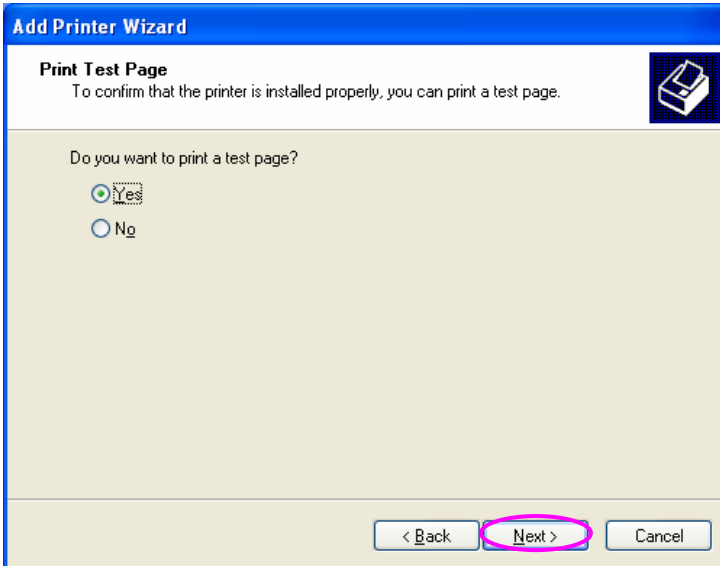 Add Printer Wizard
Print Test Page
To confirm that the printer is installed properly, you can print a test page.
Do you want to print a test page?
Yes
No
< Back
Next >
Cancel